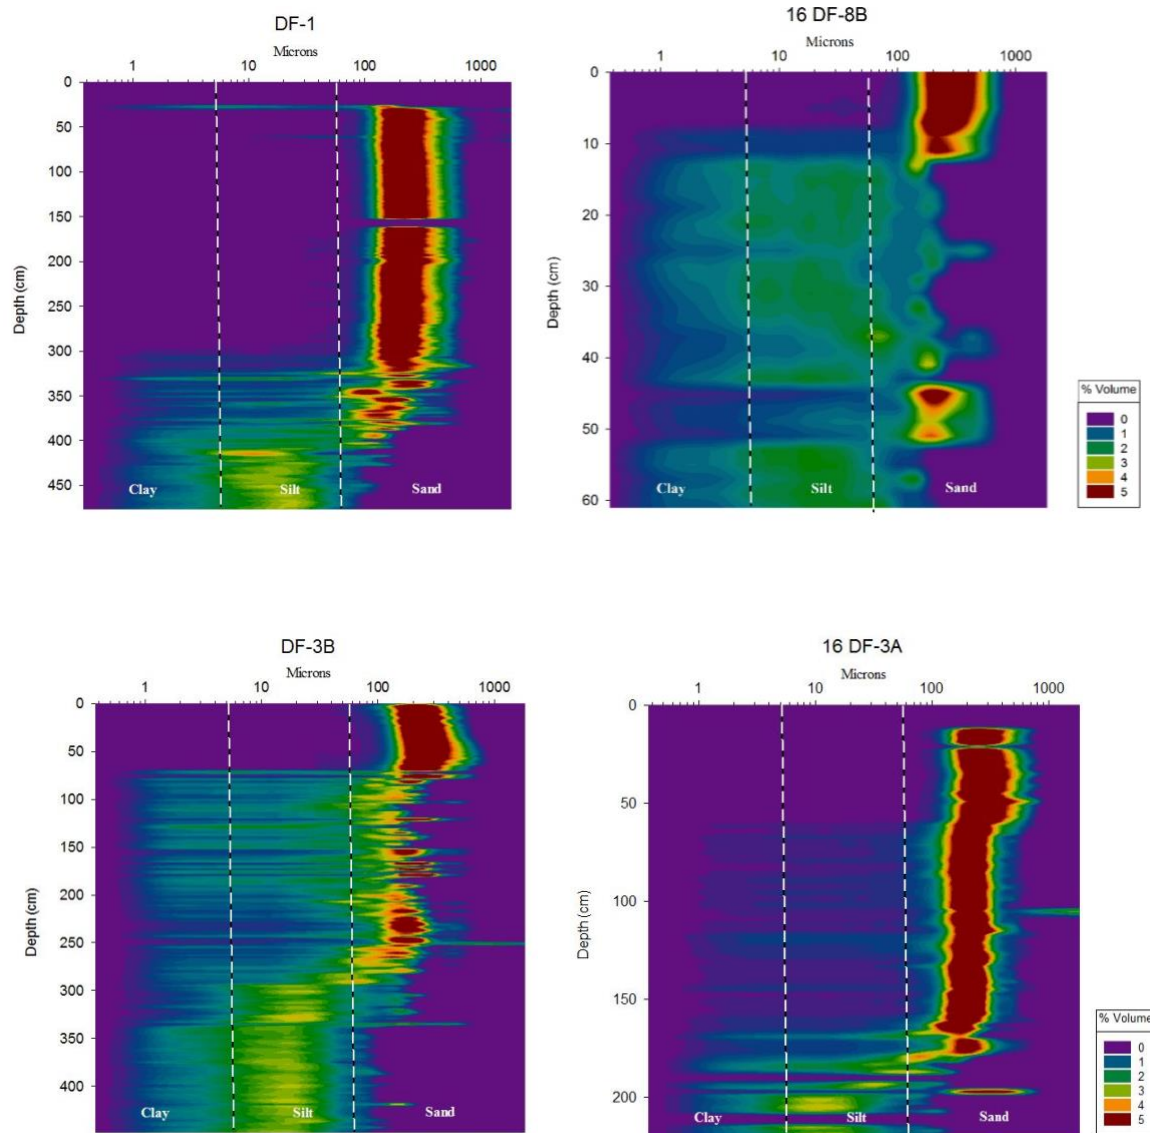 DF-1
Microns
1 10 100 1000
0
50
100
150
200
250
300
350
400
450
Depth (cm)
Clay Silt Sand
16 DF-8B
Microns
1 10 100 1000
0
10
20
30
40
50
60
Depth (cm)
Clay Silt Sand
% Volume
0
1
2
3
4
5
DF-3B
Microns
1 10 100 1000
0
50
100
150
200
250
300
350
400
Depth (cm)
Clay Silt Sand
16 DF-3A
Microns
1 10 100 1000
0
50
100
150
200
Depth (cm)
Clay Silt Sand
% Volume
0
1
2
3
4
5